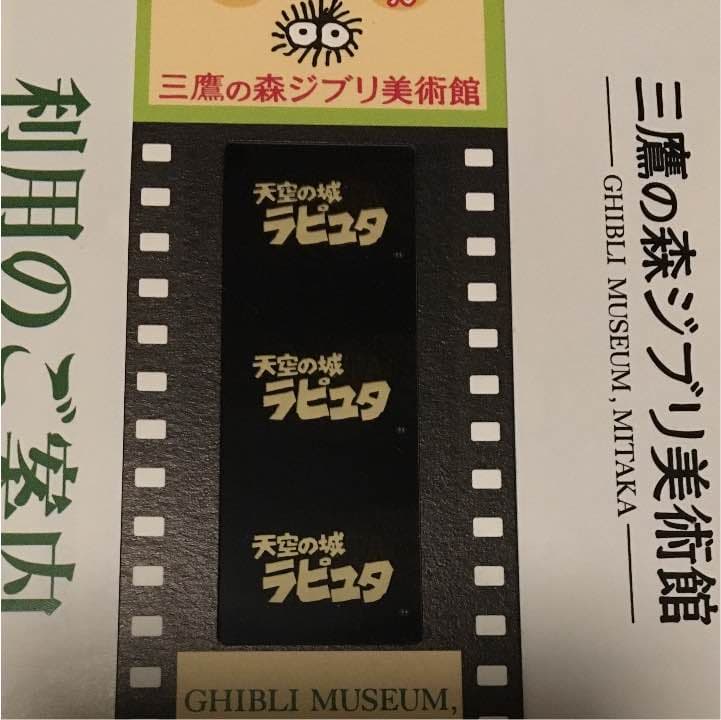 三鷹の森ジブリ美術館
天空の城
ラピュタ
天空の城
ラピュタ
天空の城
ラピュタ
GHIBLI MUSEUM,
三鷹の森ジブリ美術館
GHIBLI MUSEUM, MITAKA
利用のご案内